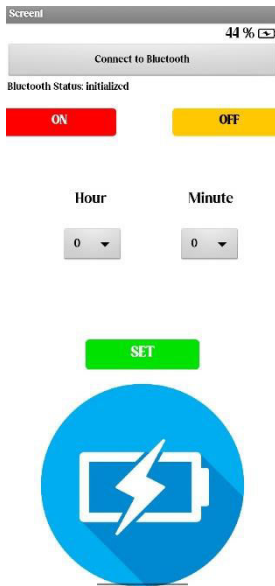 Screen1
44 %
Connect to Bluetooth
Bluetooth Status: initialized
ON OFF
Hour Minute
0 0
SET